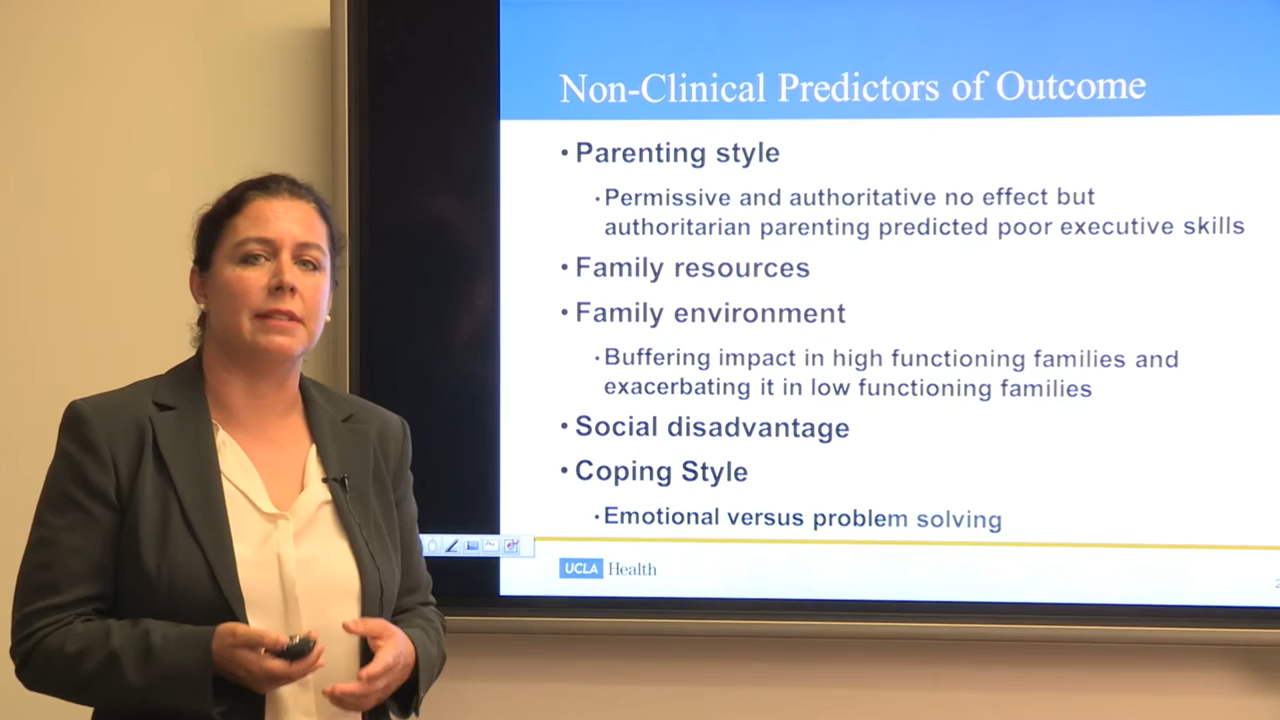 Non-Clinical Predictors of Outcome
• Parenting style
· Permissive and authoritative no effect but
authoritarian parenting predicted poor executive skills
• Family resources
• Family environment
· Buffering impact in high functioning families and
exacerbating it in low functioning families
• Social disadvantage
• Coping Style
· Emotional versus problem solving
UCLA Health